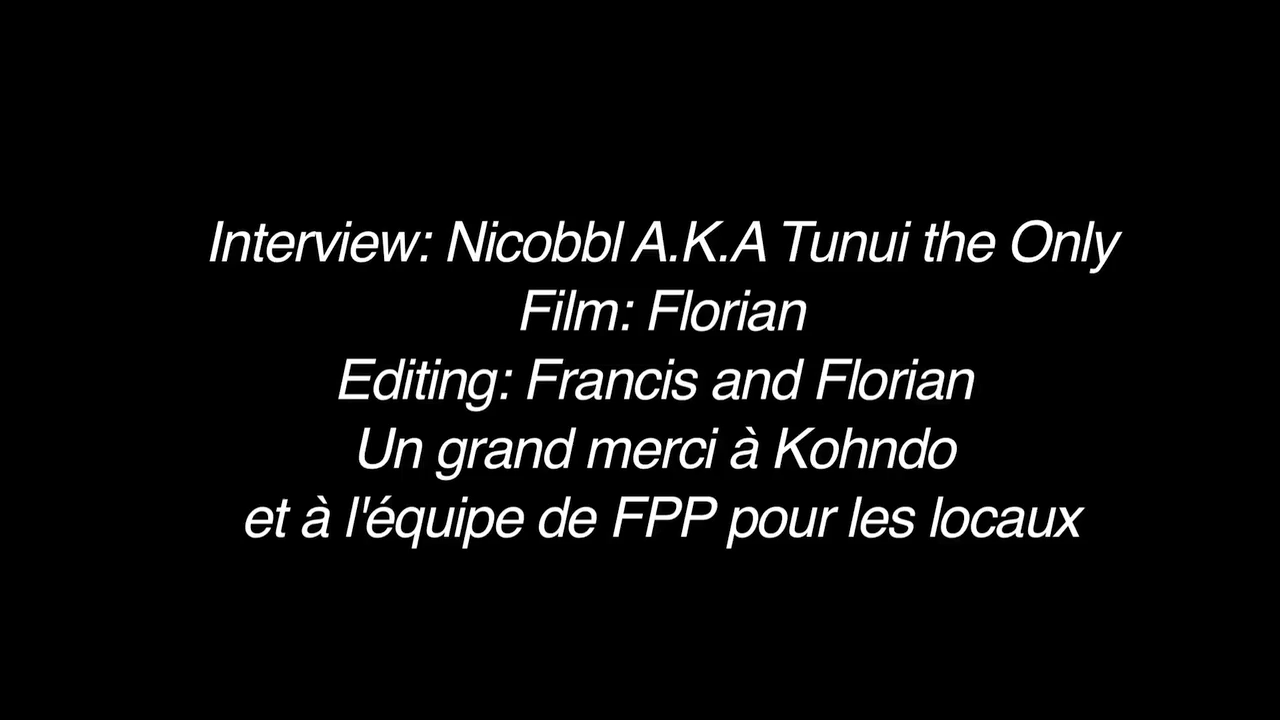 Interview: Nicobbl A.K.A Tunui the Only
Film: Florian
Editing: Francis and Florian
Un grand merci à Kohndo
et à l'équipe de FPP pour les locaux